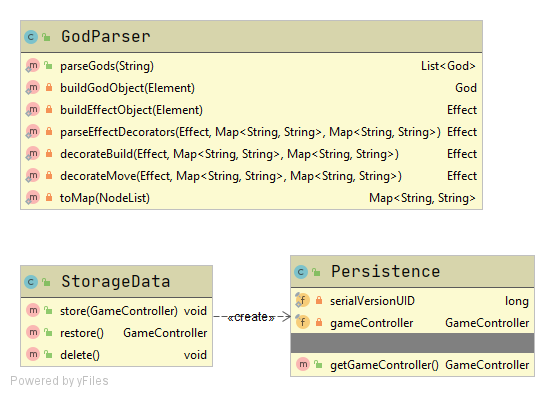 GodParser
parseGods(String) List<God>
buildGodObject(Element) God
buildEffectObject(Element) Effect
parseEffectDecorators(Effect, Map<String, String>, Map<String, String>) Effect
decorateBuild(Effect, Map<String, String>, Map<String, String>) Effect
decorateMove(Effect, Map<String, String>, Map<String, String>) Effect
toMap(NodeList) Map<String, String>
StorageData
store(GameController) void
restore() GameController
delete() void
«create»
Persistence
serialVersionUID long
gameController GameController
getGameController() GameController
Powered by yFiles